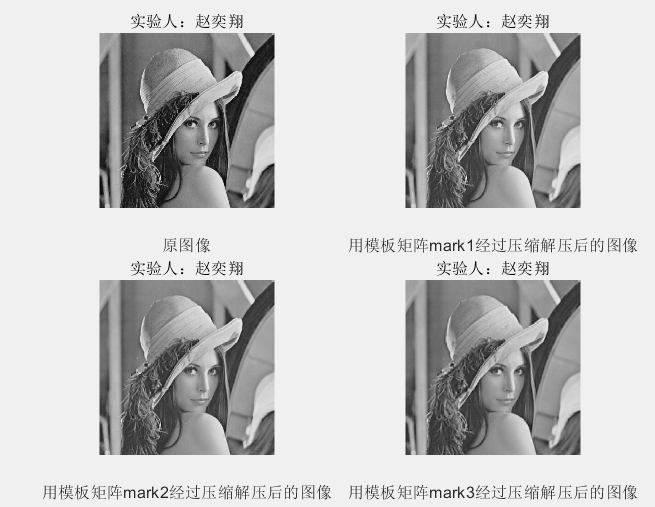 实验人：赵奕翔
实验人：赵奕翔
原图像
用模板矩阵mark1经过压缩解压后的图像
实验人：赵奕翔
实验人：赵奕翔
用模板矩阵mark2经过压缩解压后的图像
用模板矩阵mark3经过压缩解压后的图像